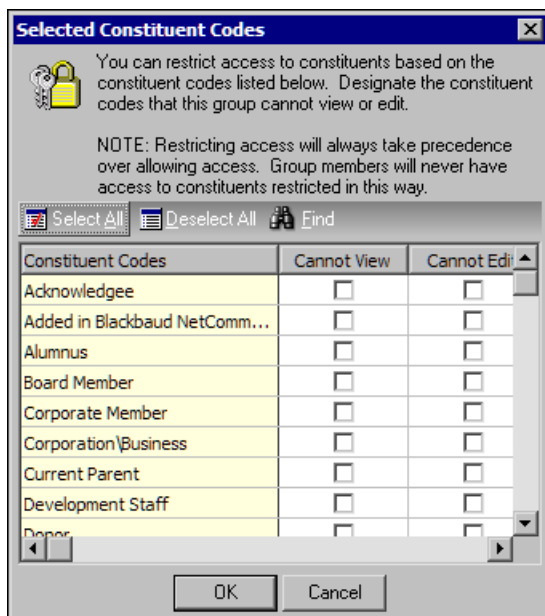 Selected Constituent Codes
You can restrict access to constituents based on the
constituent codes listed below. Designate the constituent
codes that this group cannot view or edit.
NOTE: Restricting access will always take precedence
over allowing access. Group members will never have
access to constituents restricted in this way.
Select All Deselect All Find
Constituent Codes Cannot View Cannot Edit
Acknowledgee
Added in Blackbaud NetComm...
Alumnus
Board Member
Corporate Member
Corporation\Business
Current Parent
Development Staff
Donor
OK Cancel